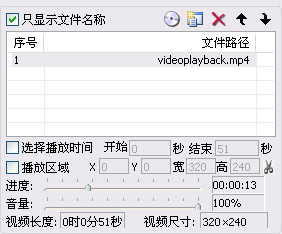 只显示文件名称
序号 文件路径
1 videoplayback.mp4
选择播放时间 开始 0 秒 结束 51 秒
播放区域 X 0 Y 0 宽 320 高 240
进度: 00:00:13
音量: 100%
视频长度: 0时0分51秒 视频尺寸: 320×240